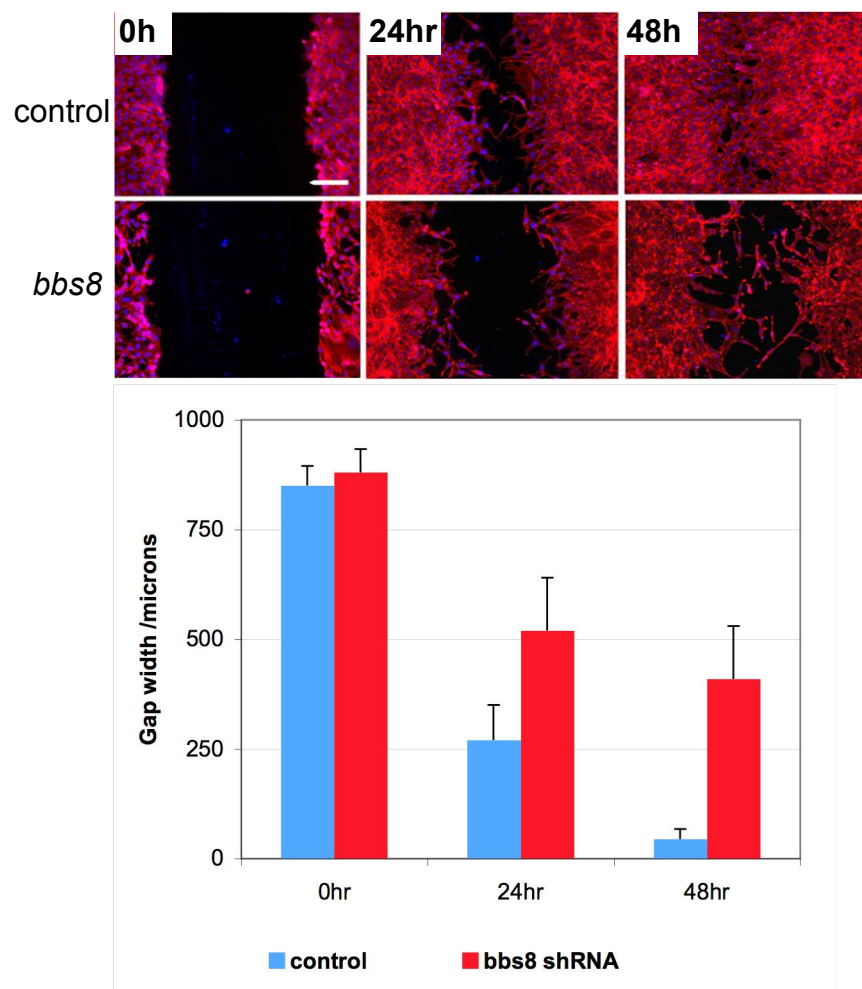 0h 24hr 48h
control
bbs8
1000
750
500
250
0
Gap width /microns
0hr 24hr 48hr
control bbs8 shRNA